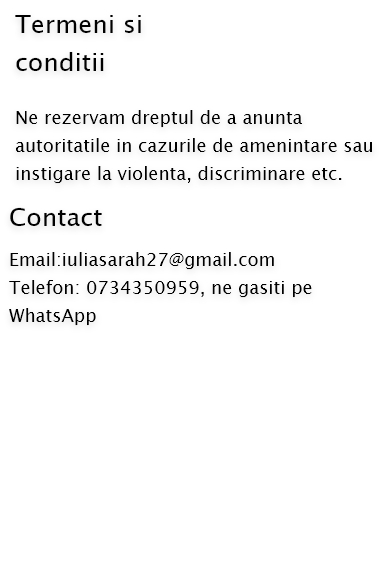 Termeni si
conditii
Ne rezervam dreptul de a anunta
autoritatile in cazurile de amenintare sau
instigare la violenta, discriminare etc.
Contact
Email:iuliasarah27@gmail.com
Telefon: 0734350959, ne gasiti pe
WhatsApp